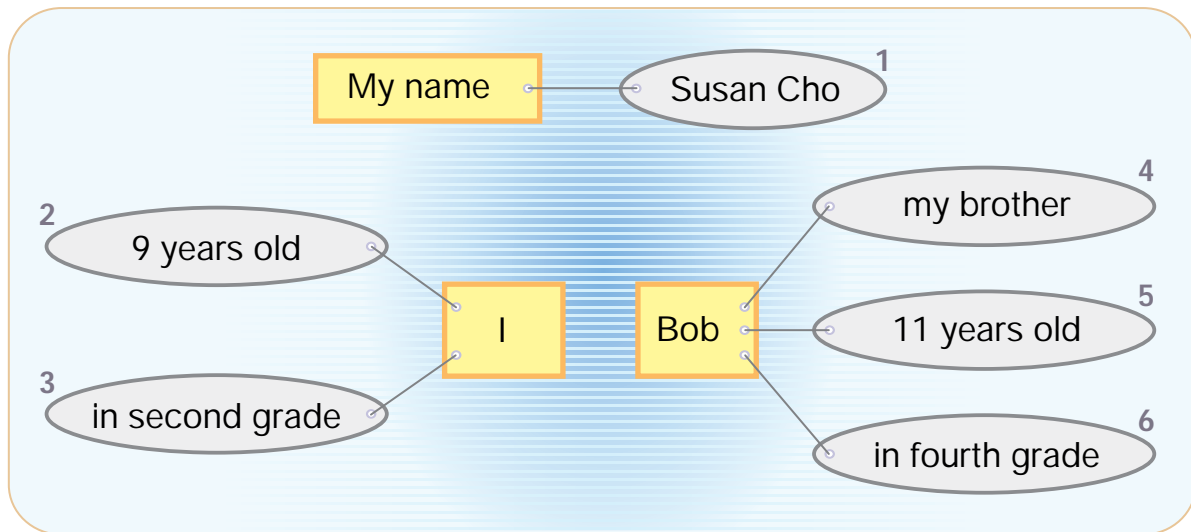 My name
1
Susan Cho
2
9 years old
3
in second grade
I
Bob
4
my brother
5
11 years old
6
in fourth grade